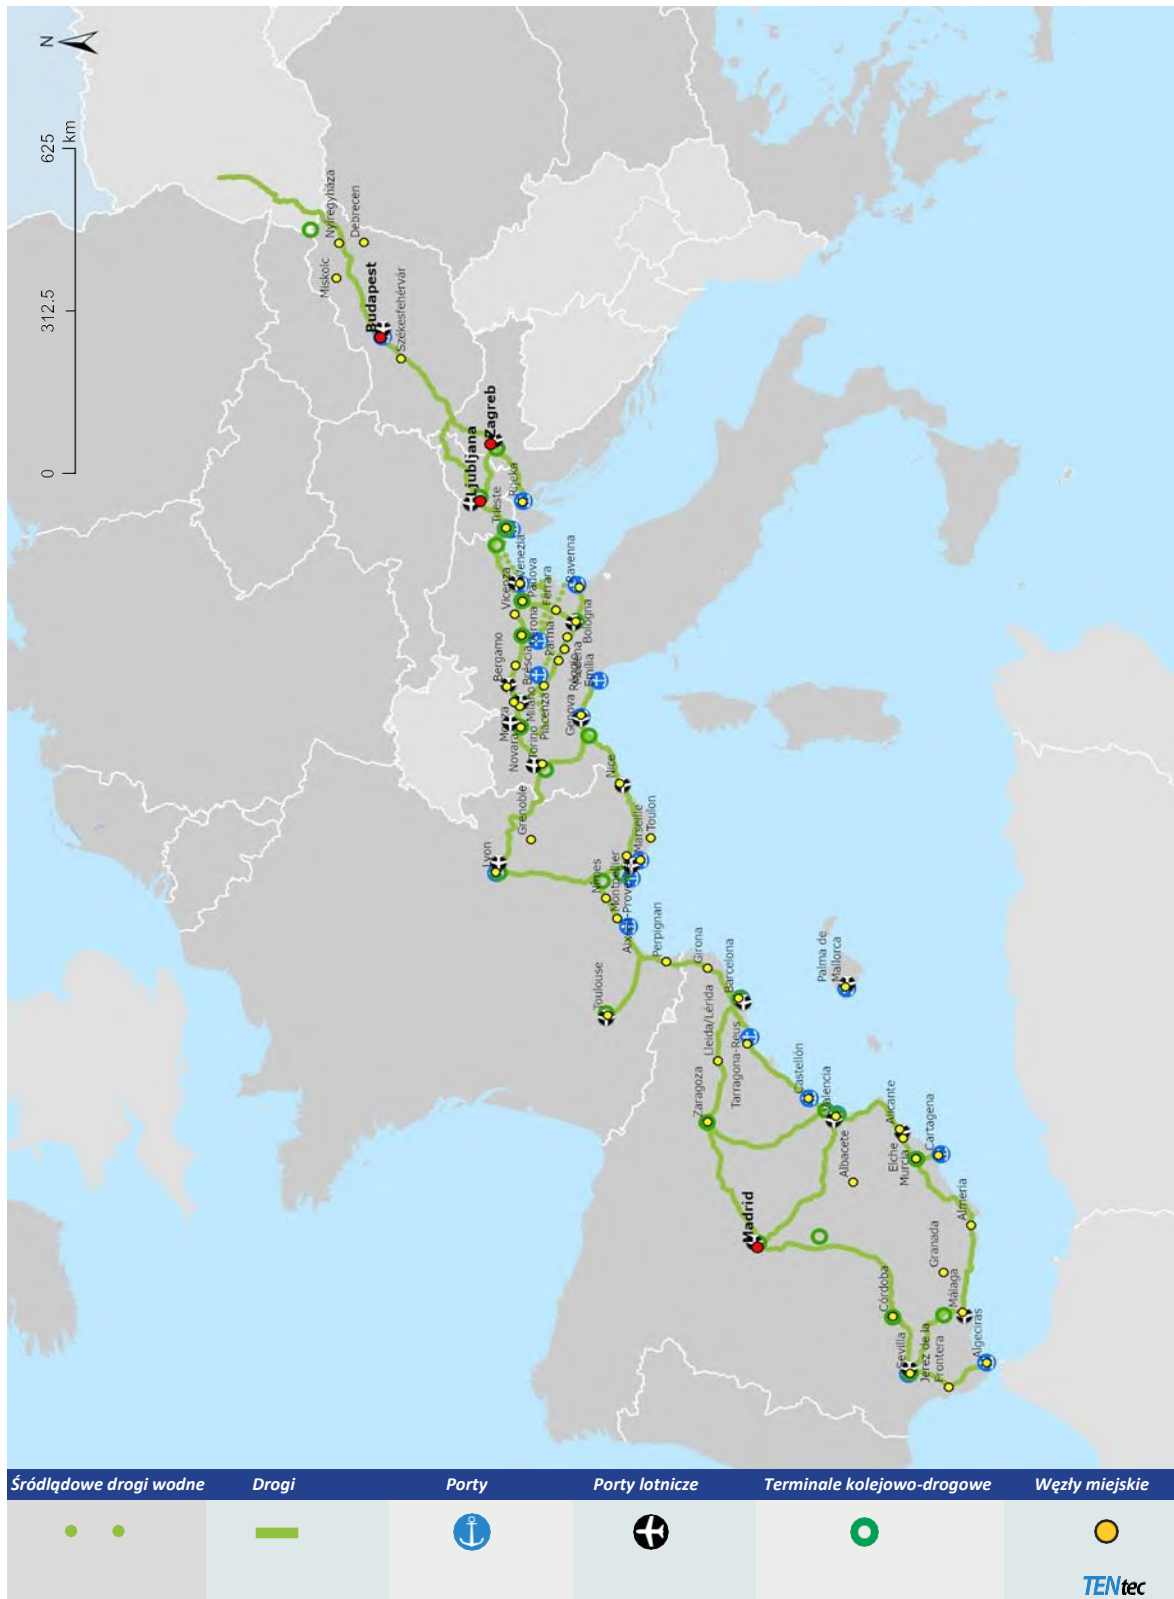 N
625
km
312.5
0
Nyíregyháza
Debrecen
Miskolc
Budapest
Székesfehérvár
Zagreb
Ljubljana
Rijeka
Trieste
Venezia
Padova
Vicenza
Ravenna
Ferrara
Bologna
Parma
Bergamo
Brescia
Reggio
Emilia
Milano
Piacenza
Genova
Novara
Torino
Nice
Grenoble
Toulon
Marseille
Lyon
Nîmes
Montpellier
Perpignan
Toulouse
Girona
Barcelona
Palma de
Mallorca
Lleida/Lérida
Tarragona-Reus
Zaragoza
Castellón
Valencia
Alicante
Cartagena
Elche
Murcia
Albacete
Almería
Madrid
Granada
Málaga
Córdoba
Algeciras
Sevilla
Jerez de la
Frontera
Śródlądowe drogi wodne
Drogi
Porty
Porty lotnicze
Terminale kolejowo-drogowe
Węzły miejskie
TENtec